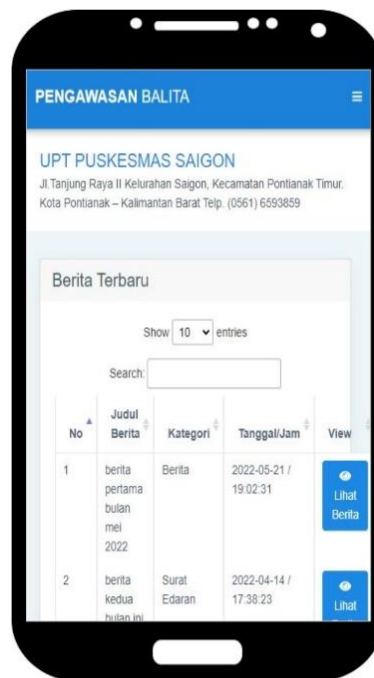 PENGAWASAN BALITA
UPT PUSKESMAS SAIGON
Jl.Tanjung Raya II Kelurahan Saigon, Kecamatan Pontianak Timur.
Kota Pontianak – Kalimantan Barat Telp. (0561) 6593859
Berita Terbaru
Show 10 entries
Search:
No Judul Berita Kategori Tanggal/Jam View
1 berita pertama bulan mei 2022 Berita 2022-05-21 / 19:02:31 Lihat Berita
2 berita kedua bulan ini Surat Edaran 2022-04-14 / 17:38:23 Lihat